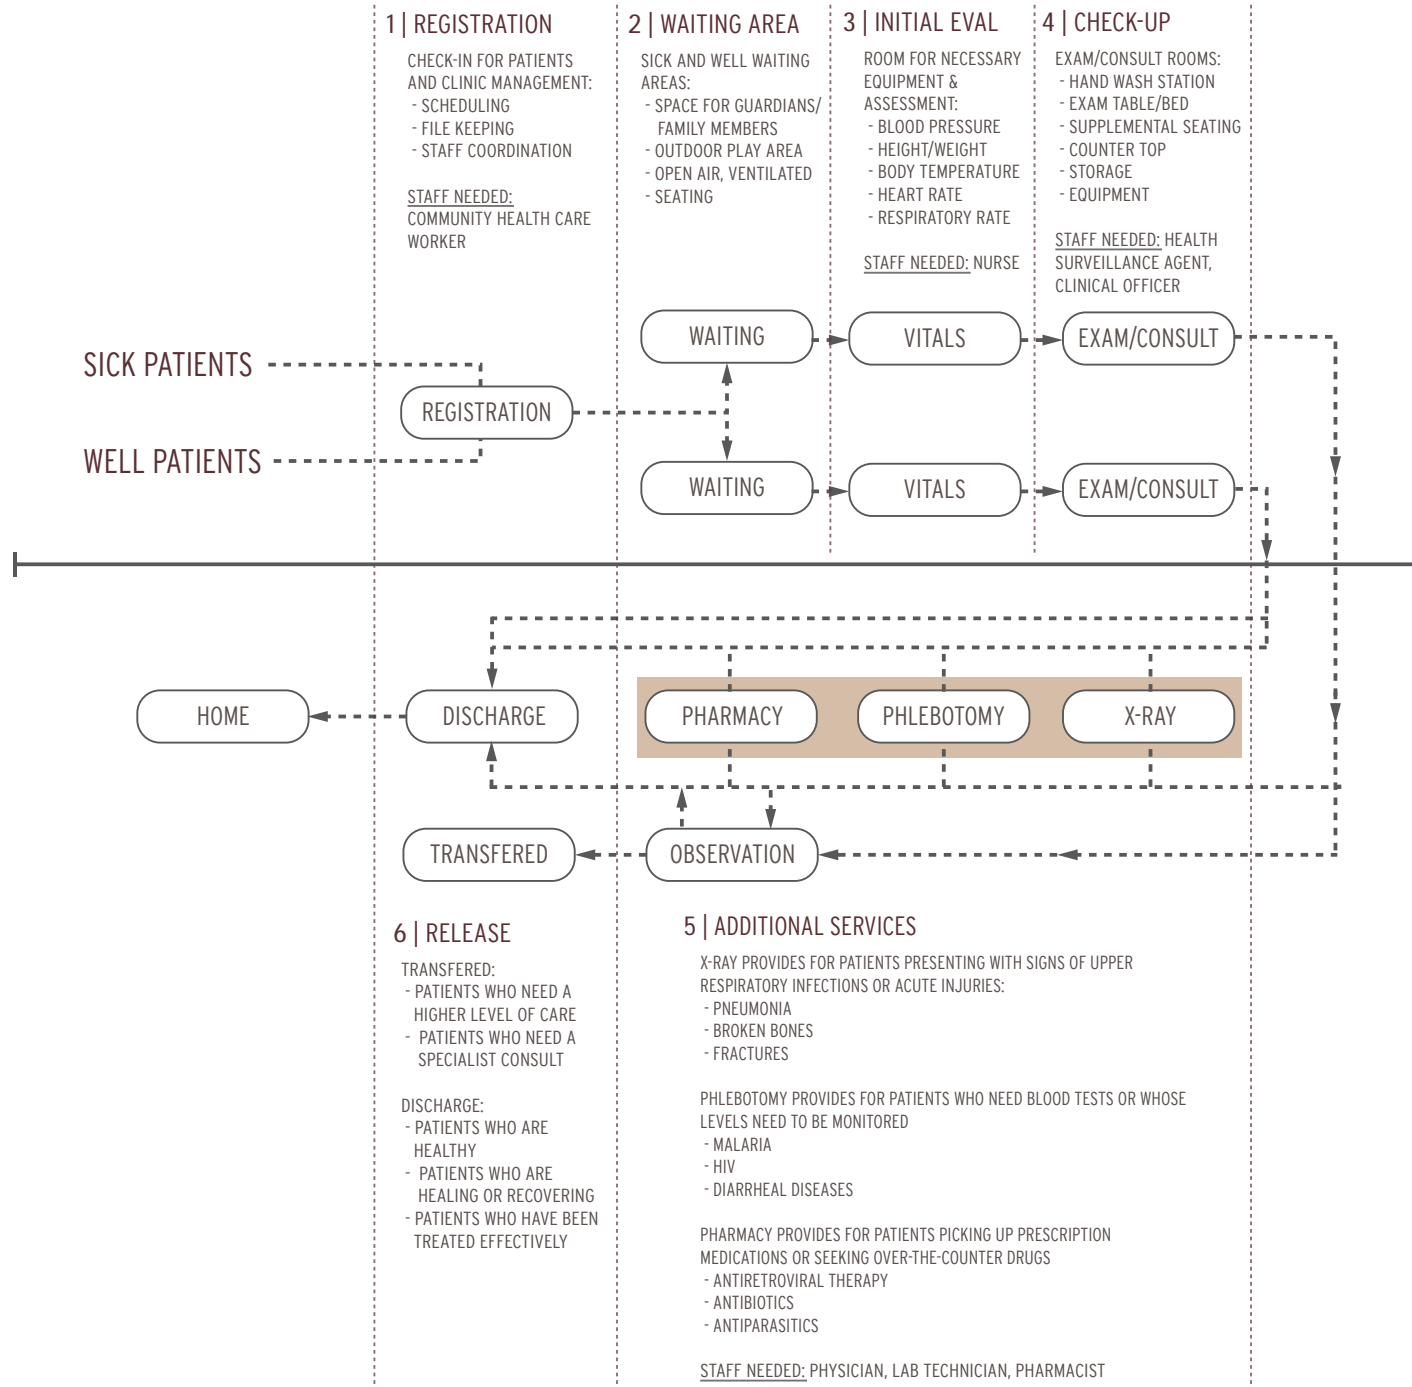 1 | REGISTRATION
CHECK-IN FOR PATIENTS
AND CLINIC MANAGEMENT:
- SCHEDULING
- FILE KEEPING
- STAFF COORDINATION
STAFF NEEDED:
COMMUNITY HEALTH CARE
WORKER
2 | WAITING AREA
SICK AND WELL WAITING
AREAS:
- SPACE FOR GUARDIANS/
FAMILY MEMBERS
- OUTDOOR PLAY AREA
- OPEN AIR, VENTILATED
- SEATING
3 | INITIAL EVAL
ROOM FOR NECESSARY
EQUIPMENT &
ASSESSMENT:
- BLOOD PRESSURE
- HEIGHT/WEIGHT
- BODY TEMPERATURE
- HEART RATE
- RESPIRATORY RATE
STAFF NEEDED: NURSE
4 | CHECK-UP
EXAM/CONSULT ROOMS:
- HAND WASH STATION
- EXAM TABLE/BED
- SUPPLEMENTAL SEATING
- COUNTER TOP
- STORAGE
- EQUIPMENT
STAFF NEEDED: HEALTH
SURVEILLANCE AGENT,
CLINICAL OFFICER
SICK PATIENTS
WELL PATIENTS
REGISTRATION
WAITING
VITALS
EXAM/CONSULT
WAITING
VITALS
EXAM/CONSULT
HOME
DISCHARGE
PHARMACY
PHLEBOTOMY
X-RAY
TRANSFERED
OBSERVATION
6 | RELEASE
TRANSFERED:
- PATIENTS WHO NEED A
HIGHER LEVEL OF CARE
- PATIENTS WHO NEED A
SPECIALIST CONSULT
DISCHARGE:
- PATIENTS WHO ARE
HEALTHY
- PATIENTS WHO ARE
HEALING OR RECOVERING
- PATIENTS WHO HAVE BEEN
TREATED EFFECTIVELY
5 | ADDITIONAL SERVICES
X-RAY PROVIDES FOR PATIENTS PRESENTING WITH SIGNS OF UPPER
RESPIRATORY INFECTIONS OR ACUTE INJURIES:
- PNEUMONIA
- BROKEN BONES
- FRACTURES
PHLEBOTOMY PROVIDES FOR PATIENTS WHO NEED BLOOD TESTS OR WHOSE
LEVELS NEED TO BE MONITORED
- MALARIA
- HIV
- DIARRHEAL DISEASES
PHARMACY PROVIDES FOR PATIENTS PICKING UP PRESCRIPTION
MEDICATIONS OR SEEKING OVER-THE-COUNTER DRUGS
- ANTIRETROVIRAL THERAPY
- ANTIBIOTICS
- ANTIPARASITICS
STAFF NEEDED: PHYSICIAN, LAB TECHNICIAN, PHARMACIST